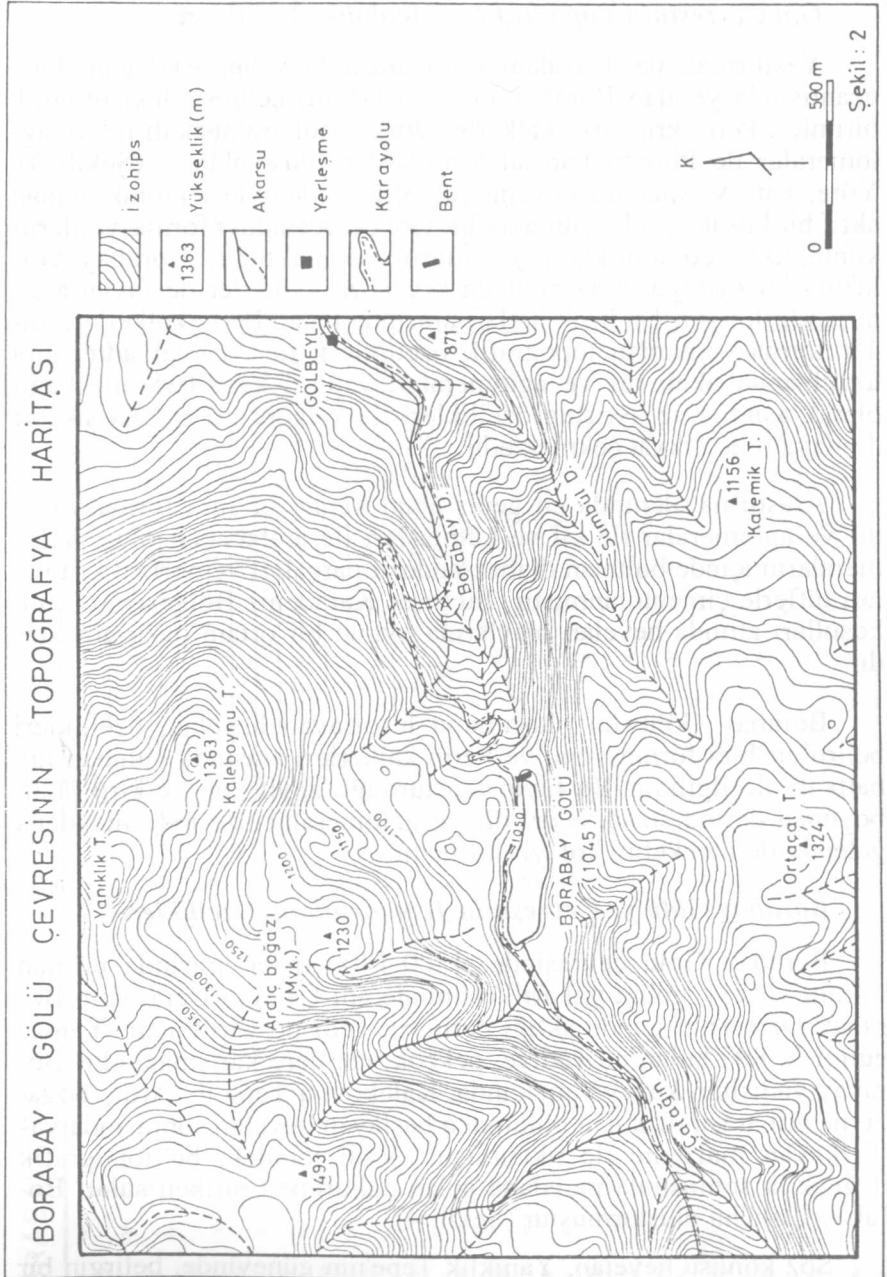 BORABAY GÖLÜ ÇEVRESİNİN TOPOĞRAFYA HARİTASI
Yanıklık T.
1363
Kaleboynu T.
1350
1300
1250
1200
1150
1100
Ardıç boğazı
(Mvk.)
1230
1493
GÖLBEYLİ
871
Borabay D.
Sümbül D.
1156
Kalemik T.
1050
BORABAY GÖLÜ
(1045)
Ortaçal T.
1324
Çatağın D.
İzohips
1363
Yükseklik (m)
Akarsu
Yerleşme
Karayolu
Bent
K
0
500 m
Şekil : 2